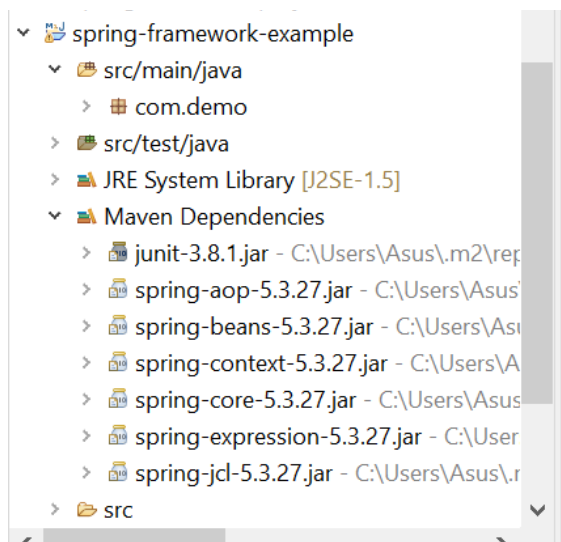 spring-framework-example
src/main/java
com.demo
src/test/java
JRE System Library [J2SE-1.5]
Maven Dependencies
junit-3.8.1.jar - C:\Users\Asus\.m2\rep
spring-aop-5.3.27.jar - C:\Users\Asus\
spring-beans-5.3.27.jar - C:\Users\Asu
spring-context-5.3.27.jar - C:\Users\A
spring-core-5.3.27.jar - C:\Users\Asus
spring-expression-5.3.27.jar - C:\User
spring-jcl-5.3.27.jar - C:\Users\Asus\.r
src